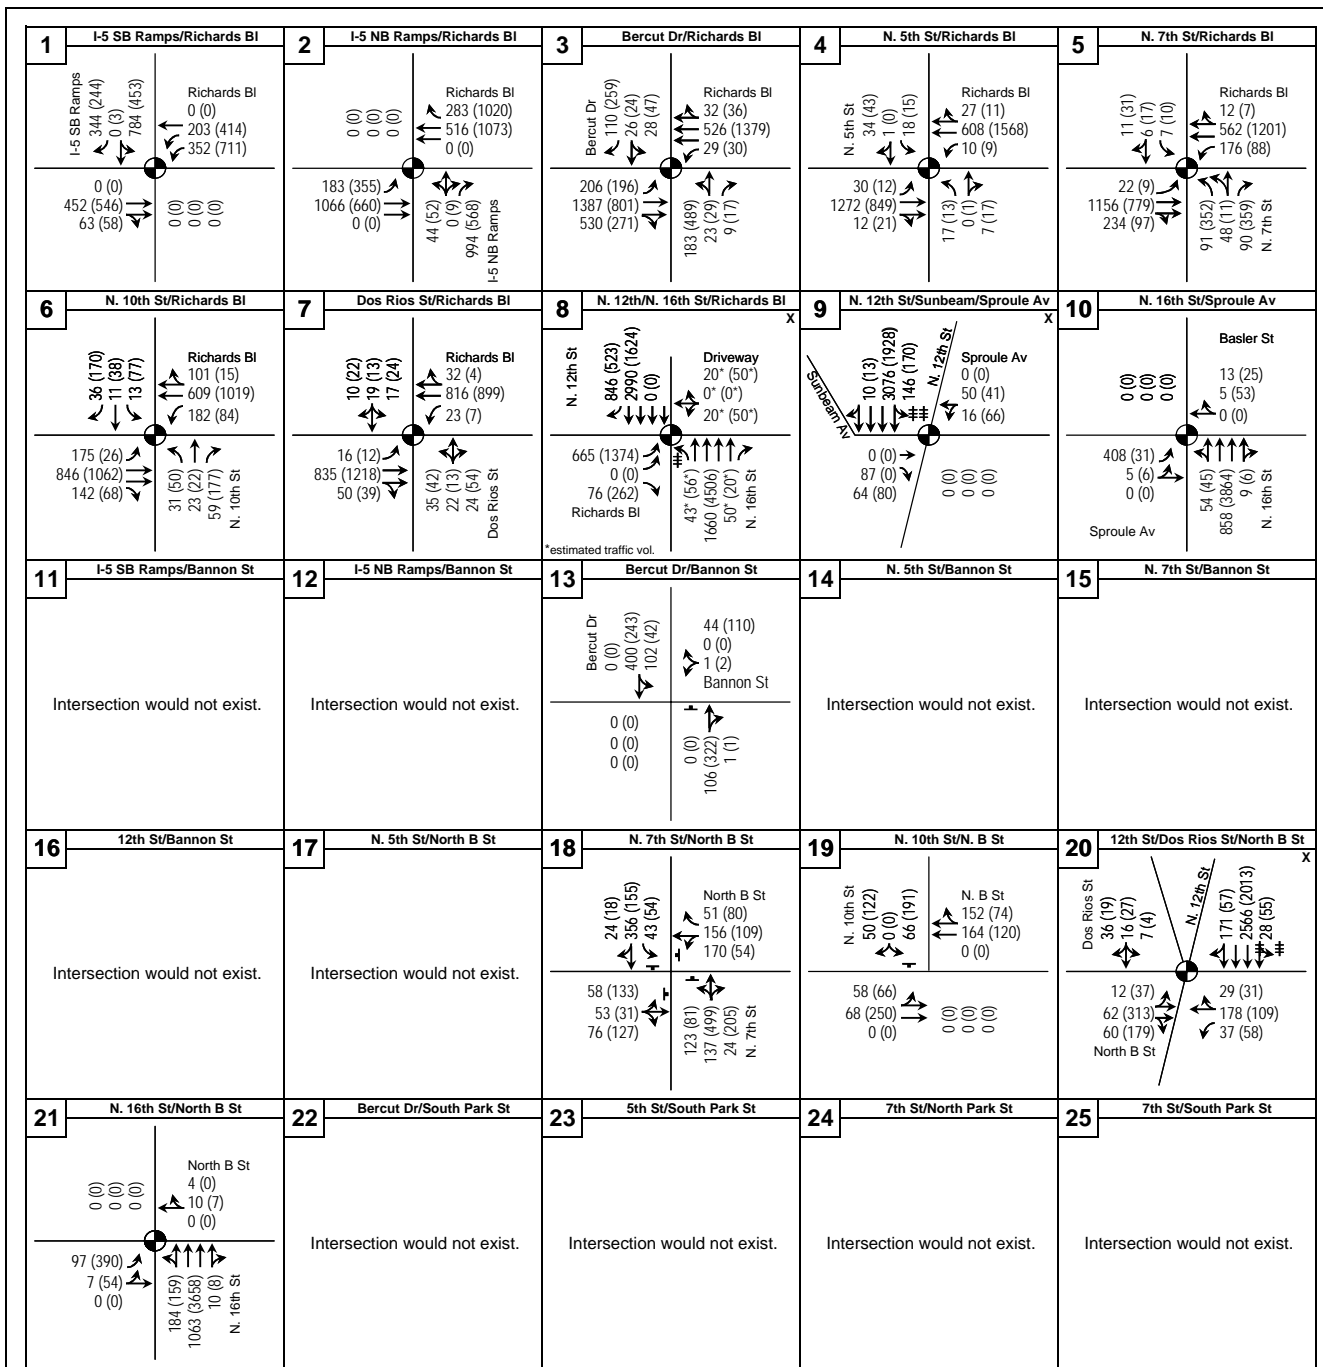 1
I-5 SB Ramps/Richards Bl
I-5 SB Ramps
344 (244)
0 (3)
784 (453)
Richards Bl
0 (0)
203 (414)
352 (711)
0 (0)
452 (546)
63 (58)
0 (0)
0 (0)
0 (0)
2
I-5 NB Ramps/Richards Bl
0 (0)
0 (0)
0 (0)
Richards Bl
283 (1020)
516 (1073)
0 (0)
183 (355)
1066 (660)
0 (0)
44 (52)
0 (9)
994 (568)
I-5 NB Ramps
3
Bercut Dr/Richards Bl
Bercut Dr
110 (259)
26 (24)
28 (47)
Richards Bl
32 (36)
526 (1379)
29 (30)
206 (196)
1387 (801)
530 (271)
183 (489)
23 (29)
9 (17)
4
N. 5th St/Richards Bl
N. 5th St
34 (43)
1 (0)
18 (15)
Richards Bl
27 (11)
608 (1568)
10 (9)
30 (12)
1272 (849)
12 (21)
17 (13)
0 (1)
7 (17)
5
N. 7th St/Richards Bl
11 (31)
6 (17)
7 (10)
Richards Bl
12 (7)
562 (1201)
176 (88)
22 (9)
1156 (779)
234 (97)
91 (352)
48 (11)
90 (359)
N. 7th St
6
N. 10th St/Richards Bl
36 (170)
11 (38)
13 (77)
Richards Bl
101 (15)
609 (1019)
182 (84)
175 (26)
846 (1062)
142 (68)
31 (50)
23 (22)
59 (177)
N. 10th St
7
Dos Rios St/Richards Bl
10 (22)
19 (13)
17 (24)
Richards Bl
32 (4)
816 (899)
23 (7)
16 (12)
835 (1218)
50 (39)
35 (42)
22 (13)
24 (54)
Dos Rios St
8
N. 12th/N. 16th St/Richards Bl
X
N. 12th St
846 (523)
2990 (1624)
0 (0)
Driveway
20* (50*)
0* (0*)
20* (50*)
665 (1374)
0 (0)
76 (262)
Richards Bl
43* (56*)
1660 (4506)
50* (20*)
N. 16th St
*estimated traffic vol.
9
N. 12th St/Sunbeam/Sproule Av
X
Sunbeam Av
10 (13)
3076 (1928)
146 (170)
N. 12th St
Sproule Av
0 (0)
50 (41)
16 (66)
0 (0)
87 (0)
64 (80)
0 (0)
0 (0)
0 (0)
10
N. 16th St/Sproule Av
0 (0)
0 (0)
0 (0)
Basler St
13 (25)
5 (53)
0 (0)
408 (31)
5 (6)
0 (0)
Sproule Av
54 (45)
858 (3864)
9 (6)
N. 16th St
11
I-5 SB Ramps/Bannon St
Intersection would not exist.
12
I-5 NB Ramps/Bannon St
Intersection would not exist.
13
Bercut Dr/Bannon St
Bercut Dr
0 (0)
400 (243)
102 (42)
44 (110)
0 (0)
1 (2)
Bannon St
0 (0)
0 (0)
0 (0)
0 (0)
106 (322)
1 (1)
14
N. 5th St/Bannon St
Intersection would not exist.
15
N. 7th St/Bannon St
Intersection would not exist.
16
12th St/Bannon St
Intersection would not exist.
17
N. 5th St/North B St
Intersection would not exist.
18
N. 7th St/North B St
24 (18)
356 (155)
43 (54)
North B St
51 (80)
156 (109)
170 (54)
58 (133)
53 (31)
76 (127)
123 (81)
137 (499)
24 (205)
N. 7th St
19
N. 10th St/N. B St
N. 10th St
50 (122)
0 (0)
66 (191)
N. B St
152 (74)
164 (120)
0 (0)
58 (66)
68 (250)
0 (0)
0 (0)
0 (0)
0 (0)
20
12th St/Dos Rios St/North B St
X
Dos Rios St
36 (19)
16 (27)
7 (4)
N. 12th St
171 (57)
2566 (2013)
28 (55)
12 (37)
62 (313)
60 (179)
North B St
29 (31)
178 (109)
37 (58)
21
N. 16th St/North B St
0 (0)
0 (0)
0 (0)
North B St
4 (0)
10 (7)
0 (0)
97 (390)
7 (54)
0 (0)
184 (159)
1063 (3658)
10 (8)
N. 16th St
22
Bercut Dr/South Park St
Intersection would not exist.
23
5th St/South Park St
Intersection would not exist.
24
7th St/North Park St
Intersection would not exist.
25
7th St/South Park St
Intersection would not exist.